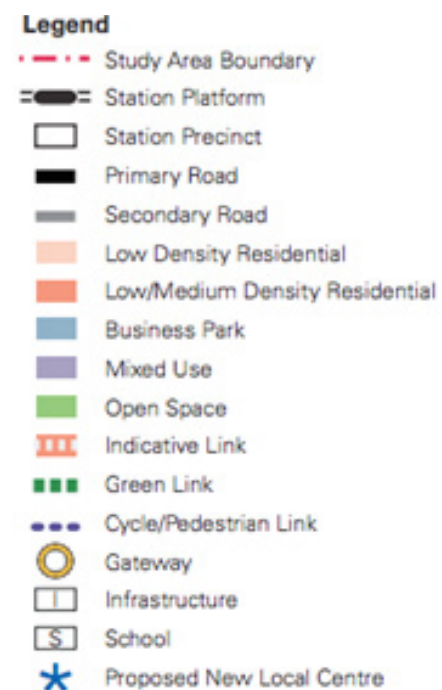 Legend
Study Area Boundary
Station Platform
Station Precinct
Primary Road
Secondary Road
Low Density Residential
Low/Medium Density Residential
Business Park
Mixed Use
Open Space
Indicative Link
Green Link
Cycle/Pedestrian Link
Gateway
I Infrastructure
S School
Proposed New Local Centre